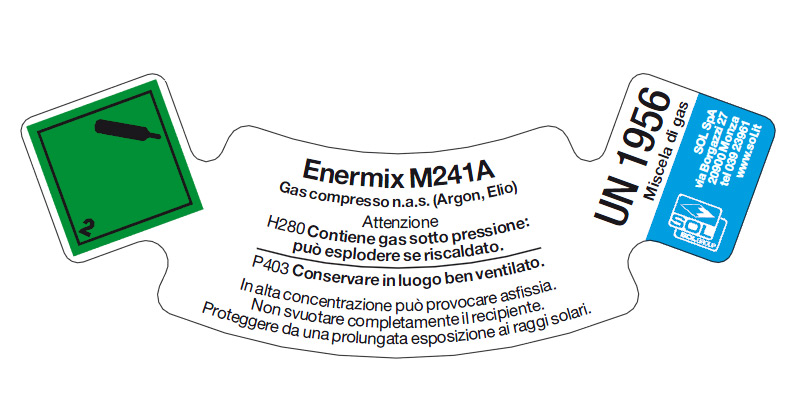 2
Enermix M241A
Gas compresso n.a.s. (Argon, Elio)
Attenzione
H280 Contiene gas sotto pressione:
può esplodere se riscaldato.
P403 Conservare in luogo ben ventilato.
In alta concentrazione può provocare asfissia.
Non svuotare completamente il recipiente.
Proteggere da una prolungata esposizione ai raggi solari.
UN 1956
Miscela di gas
SOL SpA
via Borgazzi 27
20900 Monza
tel 039 23961
www.sol.it
SOL
SOLGROUP